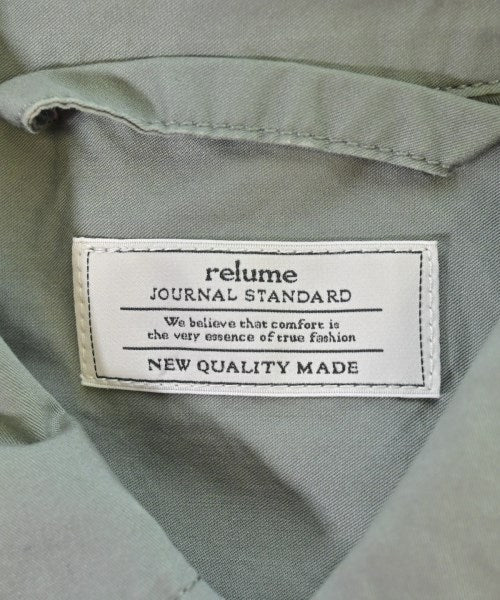 relume
JOURNAL STANDARD
We believe that comfort is
the very essence of true fashion
NEW QUALITY MADE